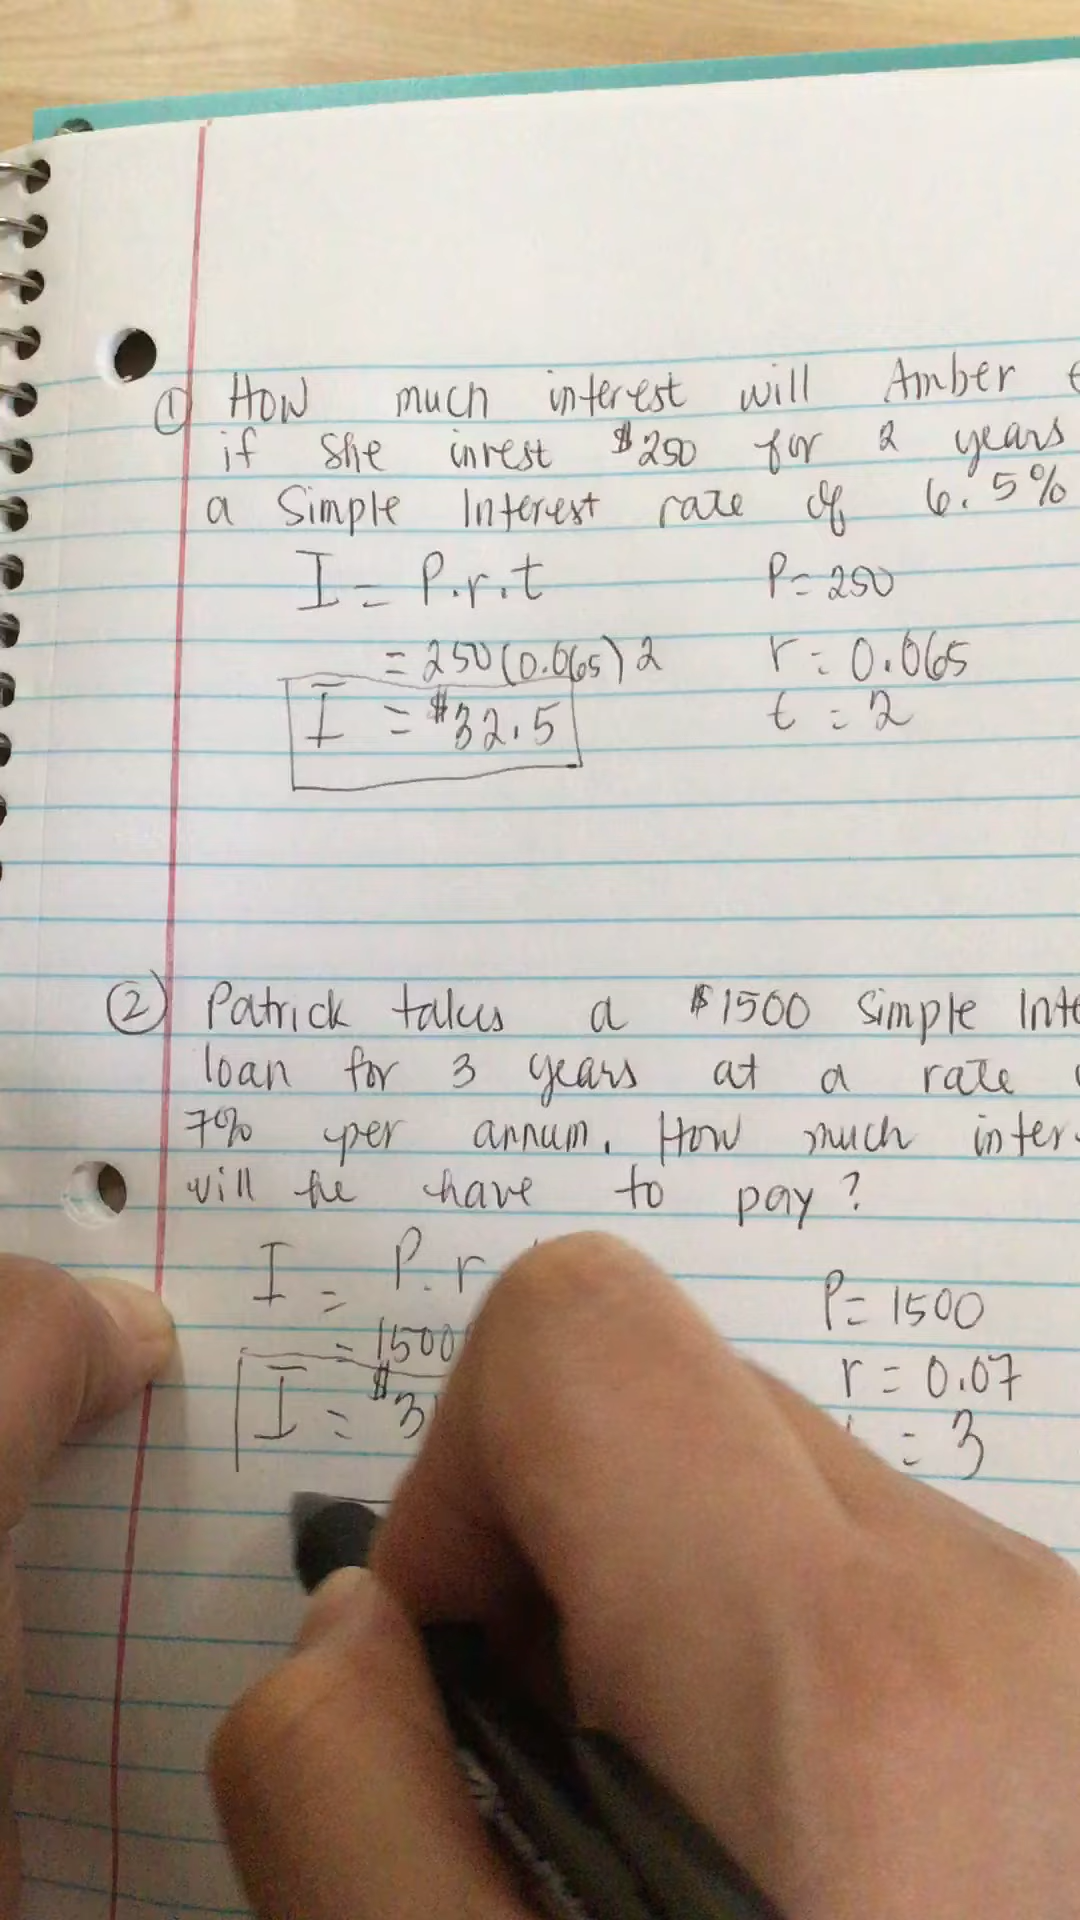 ① How much interest will Amber
if she invest $250 for 2 years
a Simple Interest rate of 6.5%
I = P.r.t
P= 250
= 250(0.065)2
r = 0.065
I = $32.5
t = 2
② Patrick takes a $1500 Simple Inte
loan for 3 years at a rate
7% per annum. How much inter
will he have to pay?
I = P.r
P= 1500
= 1500
r = 0.07
I = $3
= 3